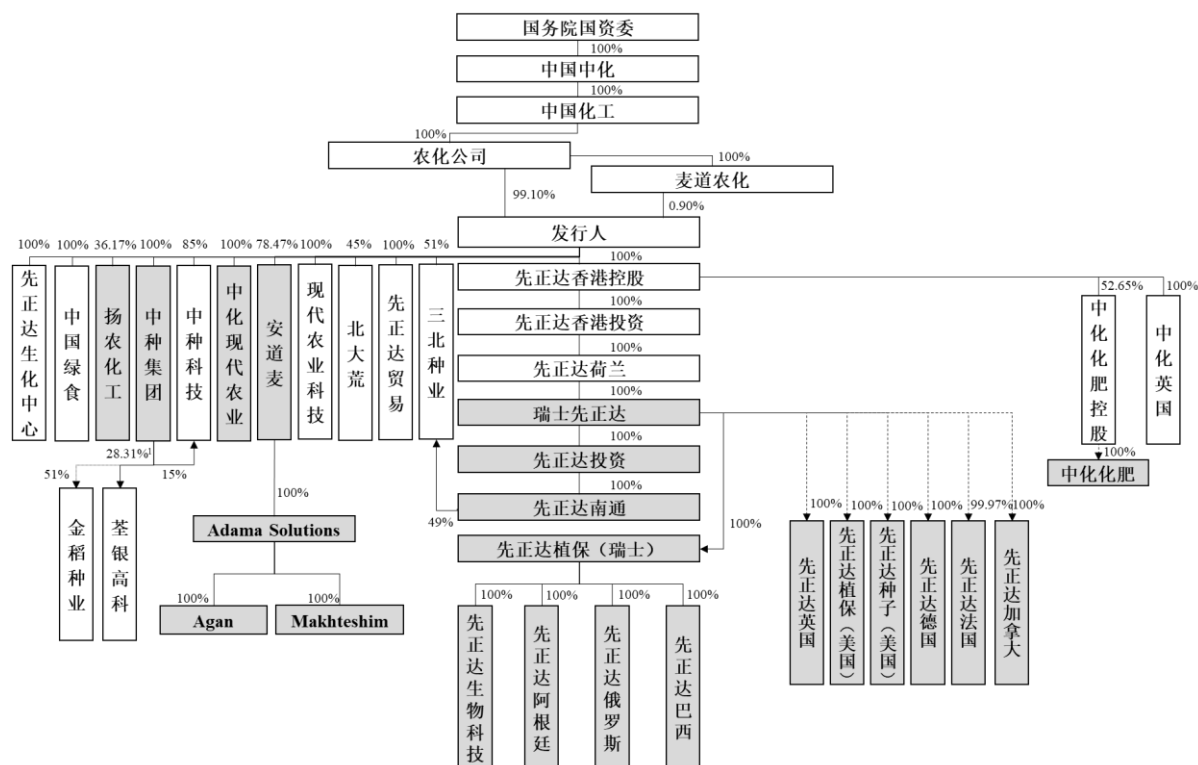 国务院国资委
100%
中国中化
100%
中国化工
100%
农化公司
100%
麦道农化
99.10%
0.90%
发行人
100%
100%
36.17%
100%
85%
100%
78.47%
100%
45%
100%
51%
100%
先正达生化中心
中国绿食
扬农化工
中种集团
中种科技
中化现代农业
安道麦
现代农业科技
北大荒
先正达贸易
三北种业
先正达香港控股
100%
先正达香港投资
100%
先正达荷兰
100%
瑞士先正达
100%
先正达投资
100%
先正达南通
49%
52.65%
100%
中化化肥控股
中化英国
100%
中化化肥
28.31%¹
51%
15%
金稻种业
荃银高科
100%
Adama Solutions
100%
100%
Agan
Makhteshim
100%
先正达植保（瑞士）
100%
100%
100%
100%
先正达生物科技
先正达阿根廷
先正达俄罗斯
先正达巴西
100%
100%
100%
100%
99.97%
100%
先正达英国
先正达植保（美国）
先正达种子（美国）
先正达德国
先正达法国
先正达加拿大